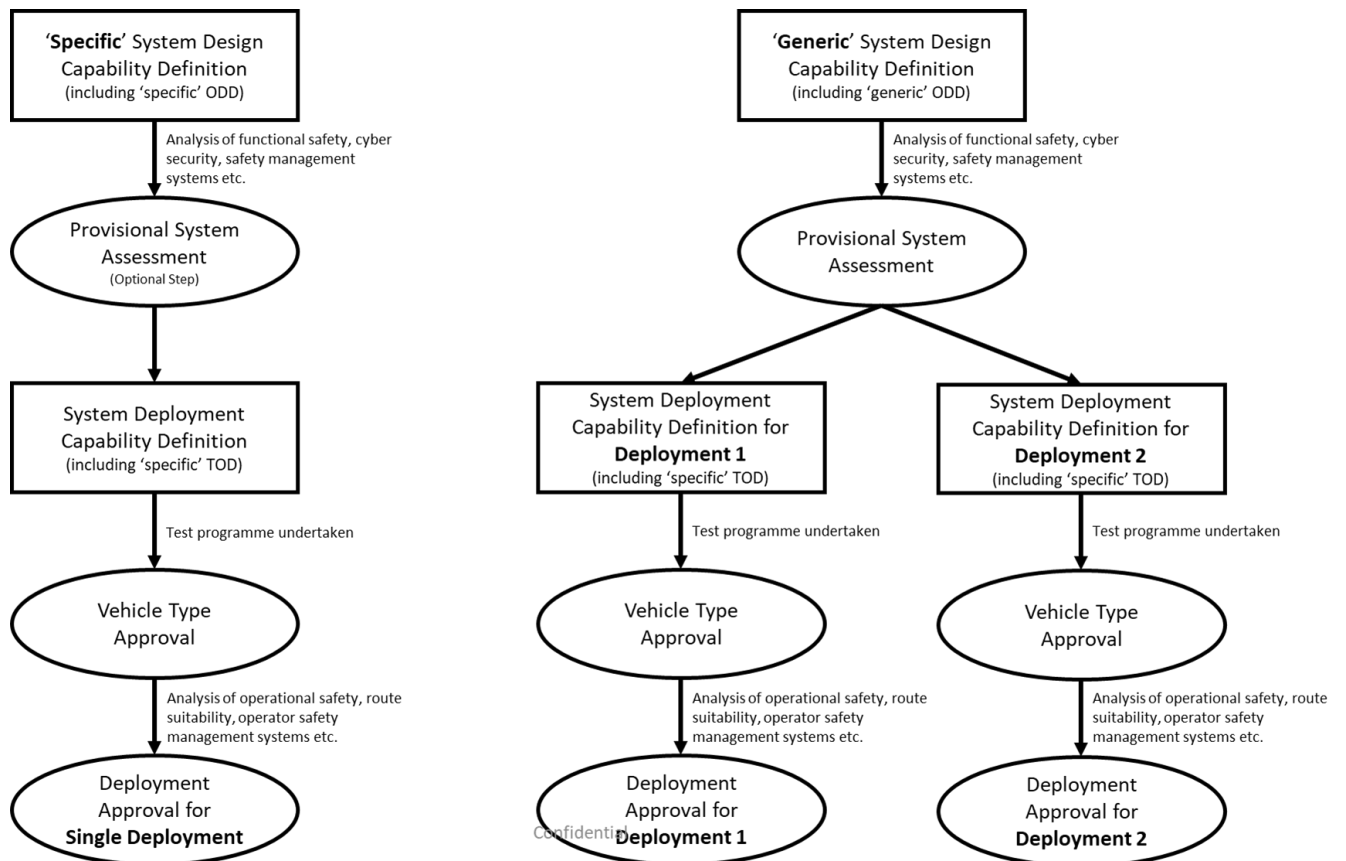 ‘Specific’ System Design
Capability Definition
(including ‘specific’ ODD)
Analysis of functional safety, cyber
security, safety management
systems etc.
Provisional System
Assessment
(Optional Step)
System Deployment
Capability Definition
(including ‘specific’ TOD)
Test programme undertaken
Vehicle Type
Approval
Analysis of operational safety, route
suitability, operator safety
management systems etc.
Deployment
Approval for
Single Deployment
‘Generic’ System Design
Capability Definition
(including ‘generic’ ODD)
Analysis of functional safety, cyber
security, safety management
systems etc.
Provisional System
Assessment
System Deployment
Capability Definition for
Deployment 1
(including ‘specific’ TOD)
Test programme undertaken
Vehicle Type
Approval
Analysis of operational safety, route
suitability, operator safety
management systems etc.
Deployment
Approval for
Deployment 1
Confidential
System Deployment
Capability Definition for
Deployment 2
(including ‘specific’ TOD)
Test programme undertaken
Vehicle Type
Approval
Analysis of operational safety, route
suitability, operator safety
management systems etc.
Deployment
Approval for
Deployment 2